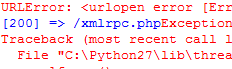 URLError: <urlopen error [Err
[200] => /xmlrpc.phpException
Traceback (most recent call l
File "C:\Python27\lib\threa